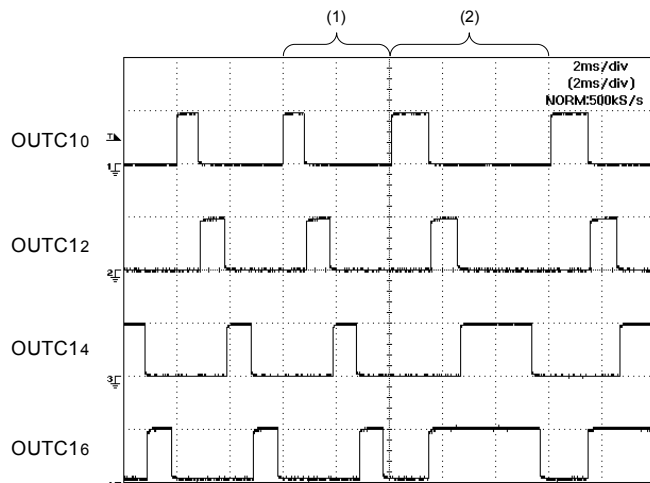 (1) (2)
2ms/div
(2ms/div)
NORM:500kS/s
OUTC10
T
1
OUTC12
2
OUTC14
3
OUTC16